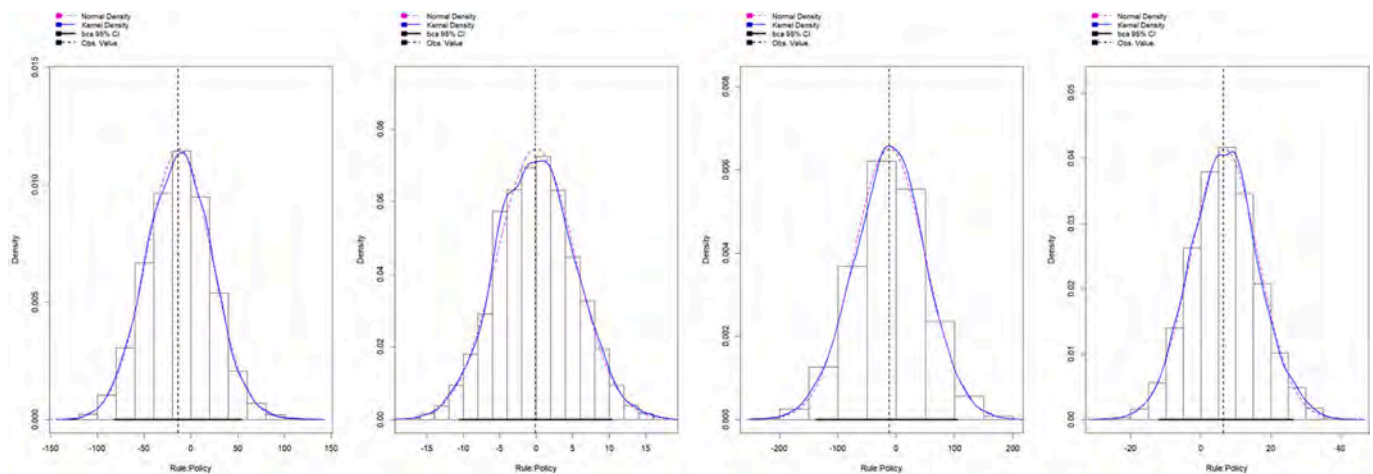 Normal Density
Kernel Density
bca 95% CI
Obs. Value
0.015
0.010
0.005
0.000
Density
-150 -100 -50 0 50 100 150
Rule:Policy
Normal Density
Kernel Density
bca 95% CI
Obs. Value
0.08
0.06
0.04
0.02
0.00
Density
-15 -10 -5 0 5 10 15
Rule:Policy
Normal Density
Kernel Density
bca 95% CI
Obs. Value
0.008
0.006
0.004
0.002
0.000
Density
-200 -100 0 100 200
Rule:Policy
Normal Density
Kernel Density
bca 95% CI
Obs. Value
0.05
0.04
0.03
0.02
0.01
0.00
Density
-20 0 20 40
Rule:Policy